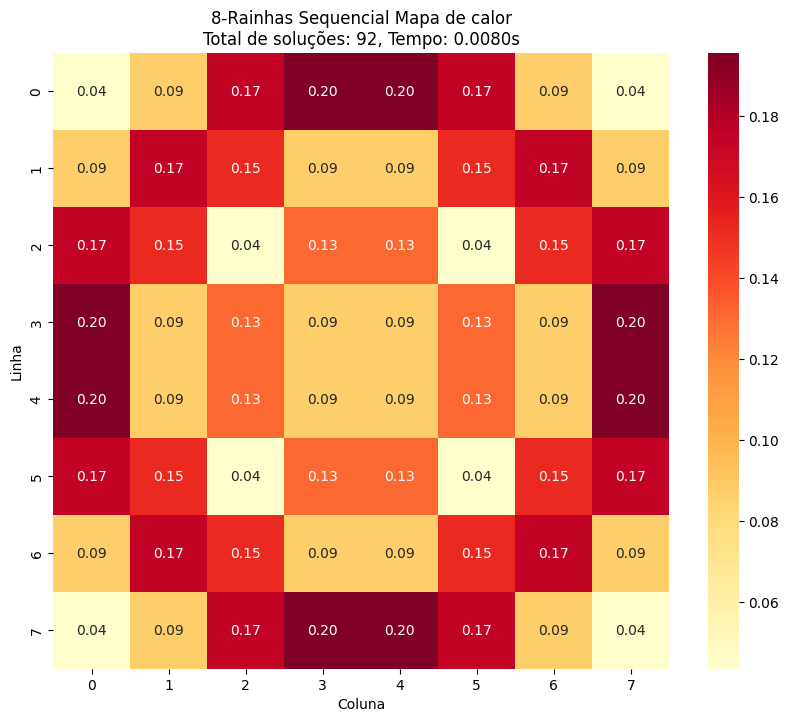 8-Rainhas Sequencial Mapa de calor
Total de soluções: 92, Tempo: 0.0080s
0 0.04 0.09 0.17 0.20 0.20 0.17 0.09 0.04
1 0.09 0.17 0.15 0.09 0.09 0.15 0.17 0.09
2 0.17 0.15 0.04 0.13 0.13 0.04 0.15 0.17
3 0.20 0.09 0.13 0.09 0.09 0.13 0.09 0.20
4 0.20 0.09 0.13 0.09 0.09 0.13 0.09 0.20
5 0.17 0.15 0.04 0.13 0.13 0.04 0.15 0.17
6 0.09 0.17 0.15 0.09 0.09 0.15 0.17 0.09
7 0.04 0.09 0.17 0.20 0.20 0.17 0.09 0.04
0 1 2 3 4 5 6 7
Linha
Coluna
0.18
0.16
0.14
0.12
0.10
0.08
0.06